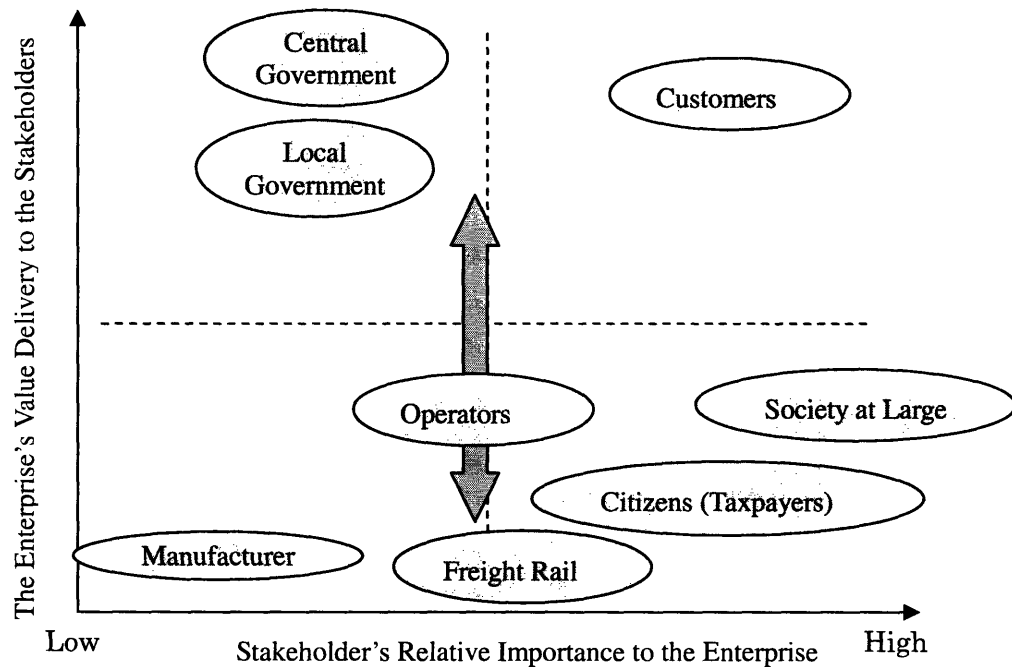 The Enterprise's Value Delivery to the Stakeholders
Central
Government
Customers
Local
Government
Operators
Society at Large
Citizens (Taxpayers)
Manufacturer
Freight Rail
Low
High
Stakeholder's Relative Importance to the Enterprise